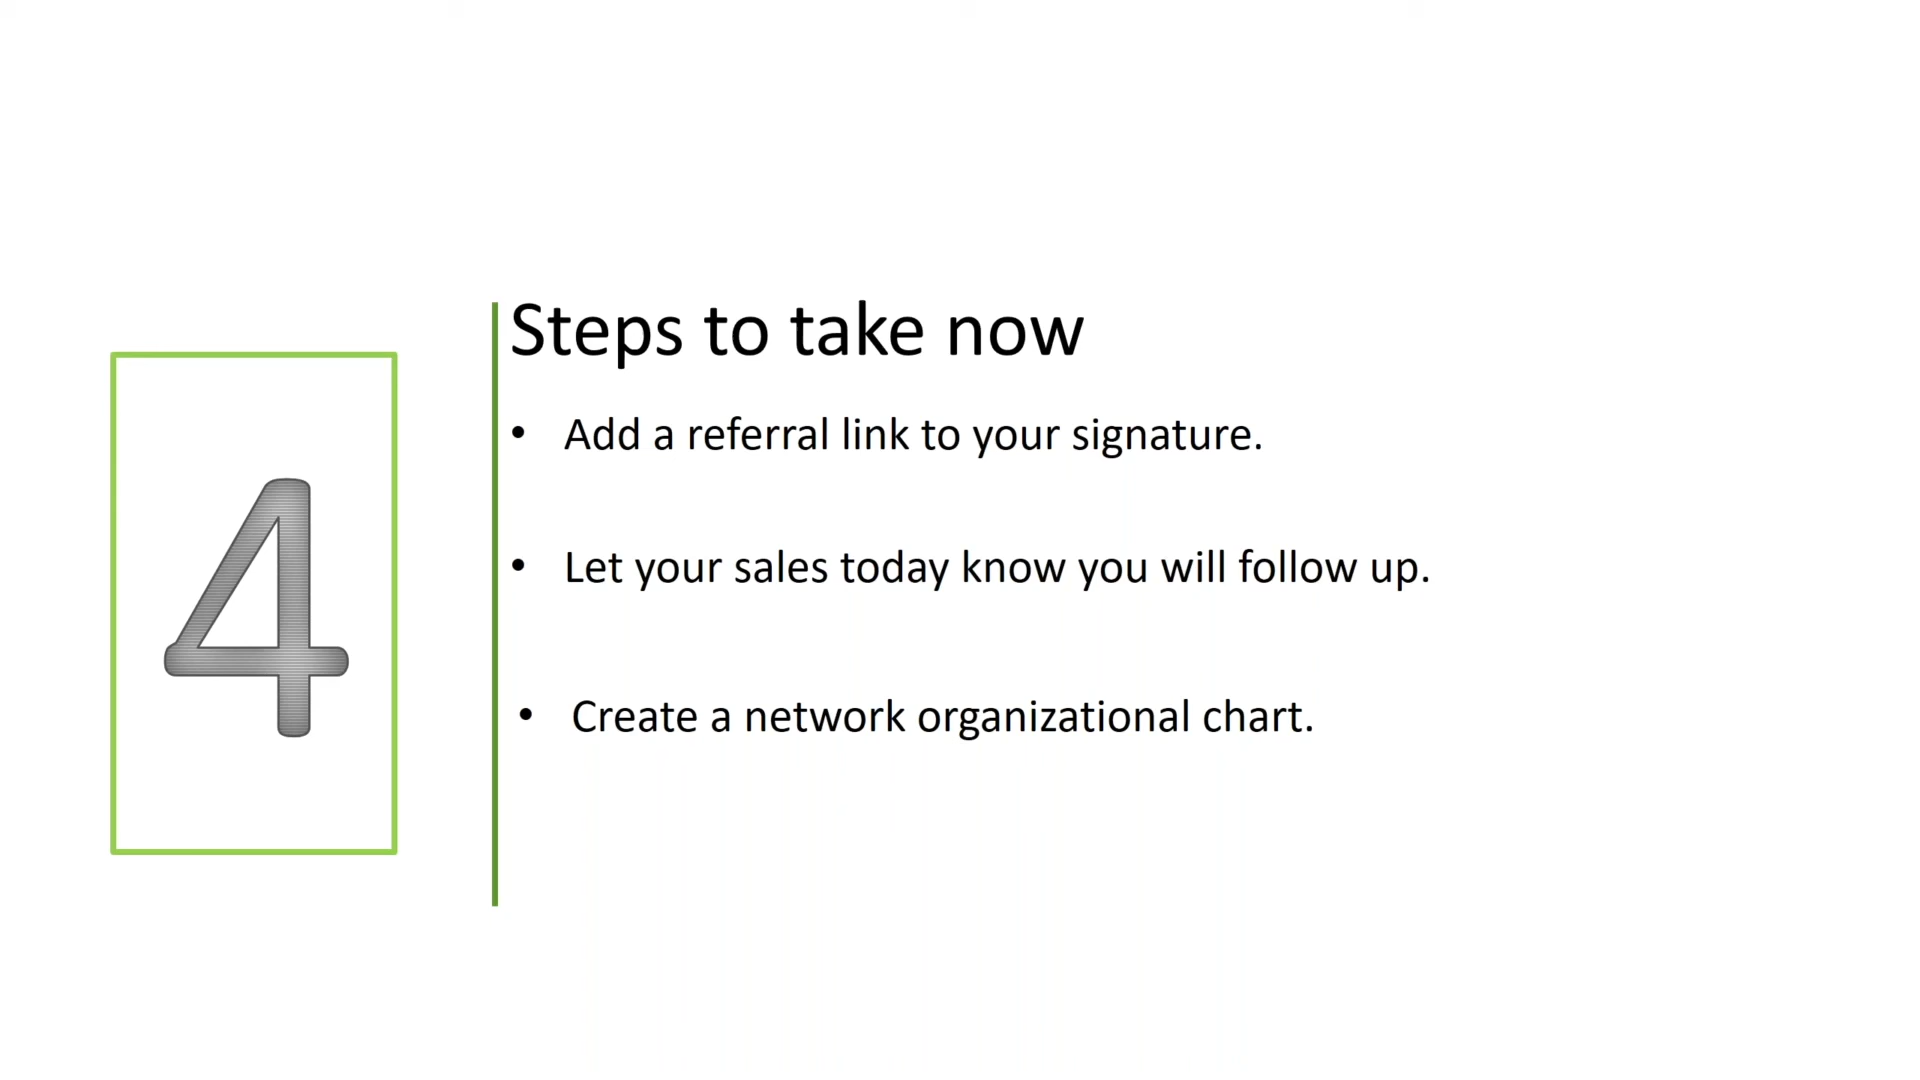 4
Steps to take now
• Add a referral link to your signature.
• Let your sales today know you will follow up.
• Create a network organizational chart.